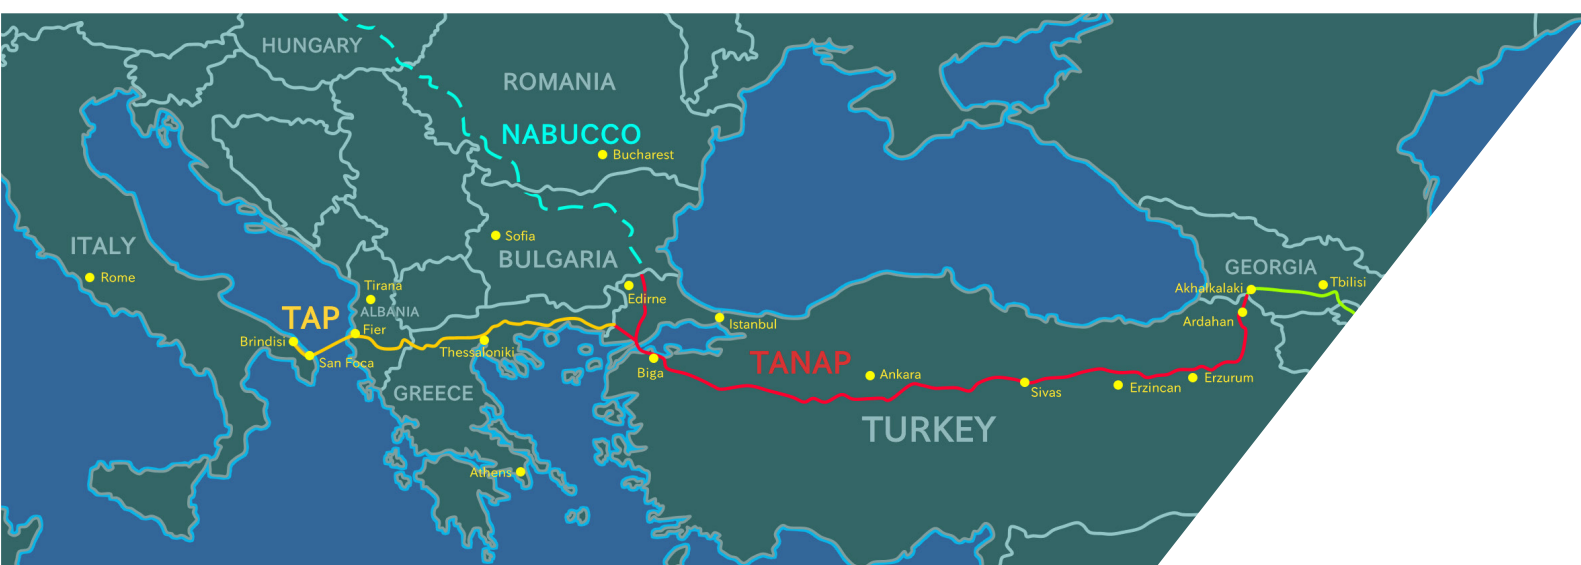 HUNGARY
ROMANIA
NABUCCO
Bucharest
ITALY
Sofia
BULGARIA
GEORGIA
Rome
Tirana
Edirne
Akhalkalaki
Tbilisi
ALBANIA
TAP
Fier
Istanbul
Ardahan
Brindisi
San Foca
Thessaloniki
Biga
TANAP
Ankara
Sivas
Erzincan
Erzurum
GREECE
TURKEY
Athens